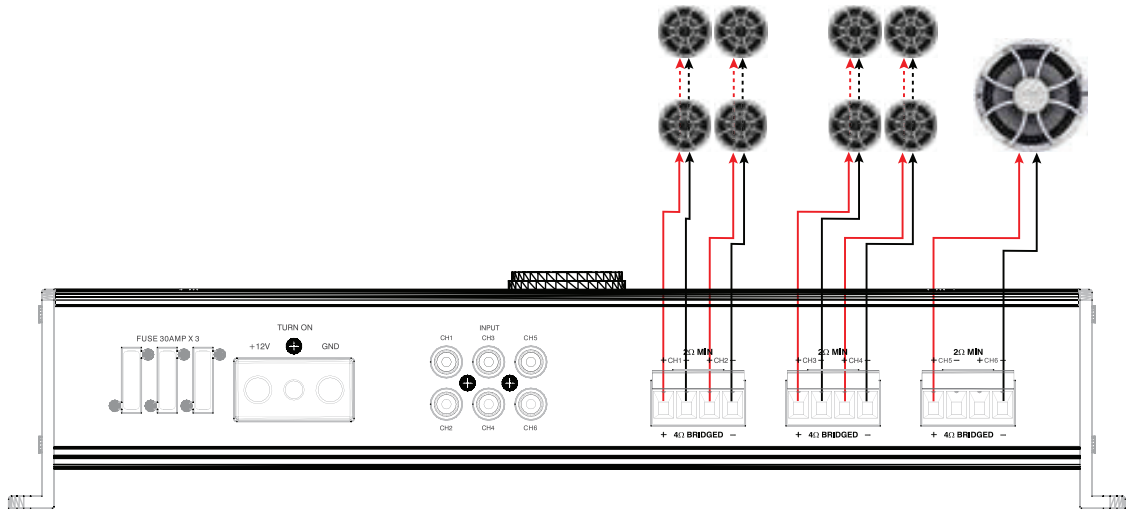 FUSE 30AMP X 3
TURN ON
+12V
GND
INPUT
CH1
CH3
CH5
CH2
CH4
CH6
2Ω MIN
+ CH1 −
+ CH2 −
+ 4Ω BRIDGED −
2Ω MIN
+ CH3 −
+ CH4 −
+ 4Ω BRIDGED −
2Ω MIN
+ CH5 −
+ CH6 −
+ 4Ω BRIDGED −